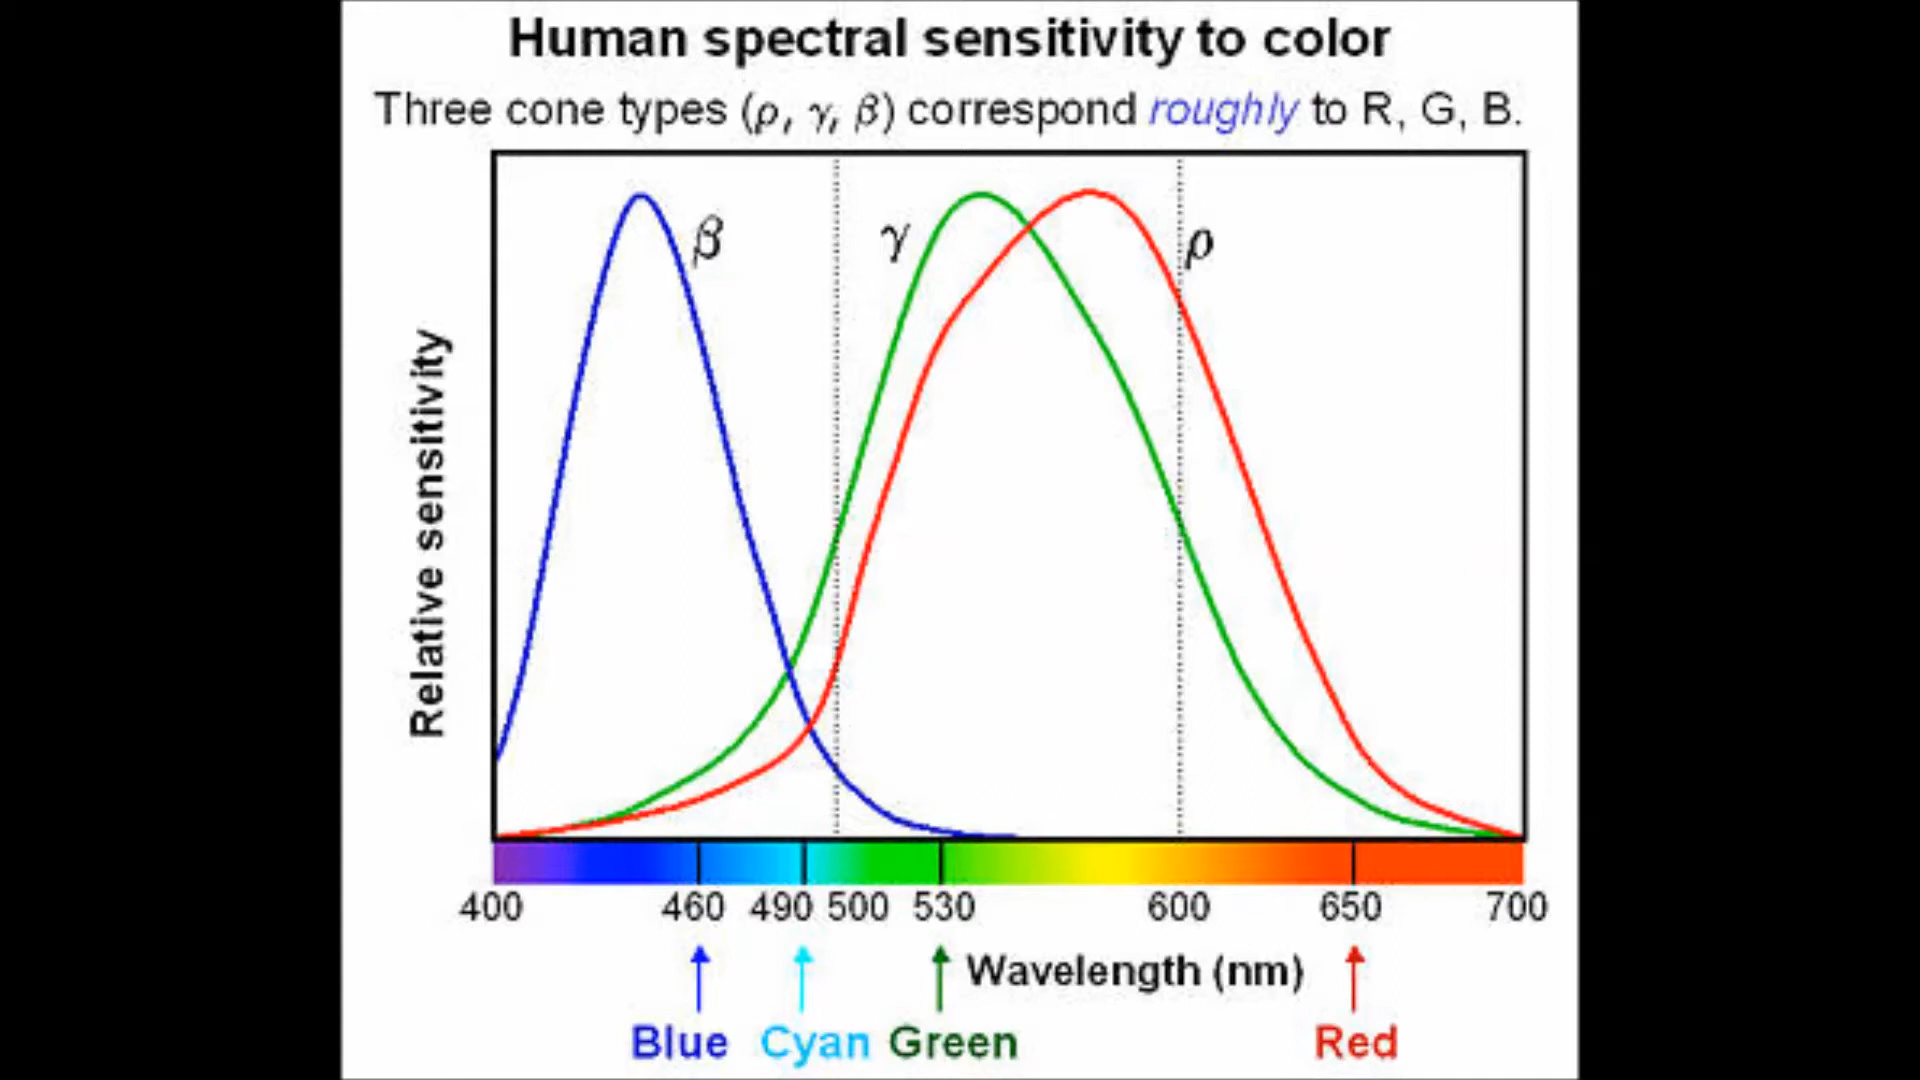 Human spectral sensitivity to color
Three cone types (ρ, γ, β) correspond roughly to R, G, B.
β γ ρ
Relative sensitivity
400 460 490 500 530 600 650 700
Wavelength (nm)
Blue Cyan Green Red